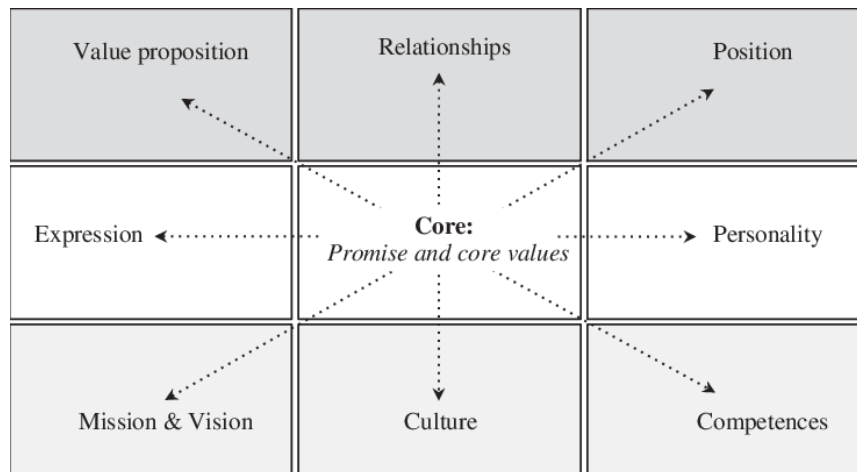 Value proposition
Relationships
Position
Expression
Core:
Promise and core values
Personality
Mission & Vision
Culture
Competences